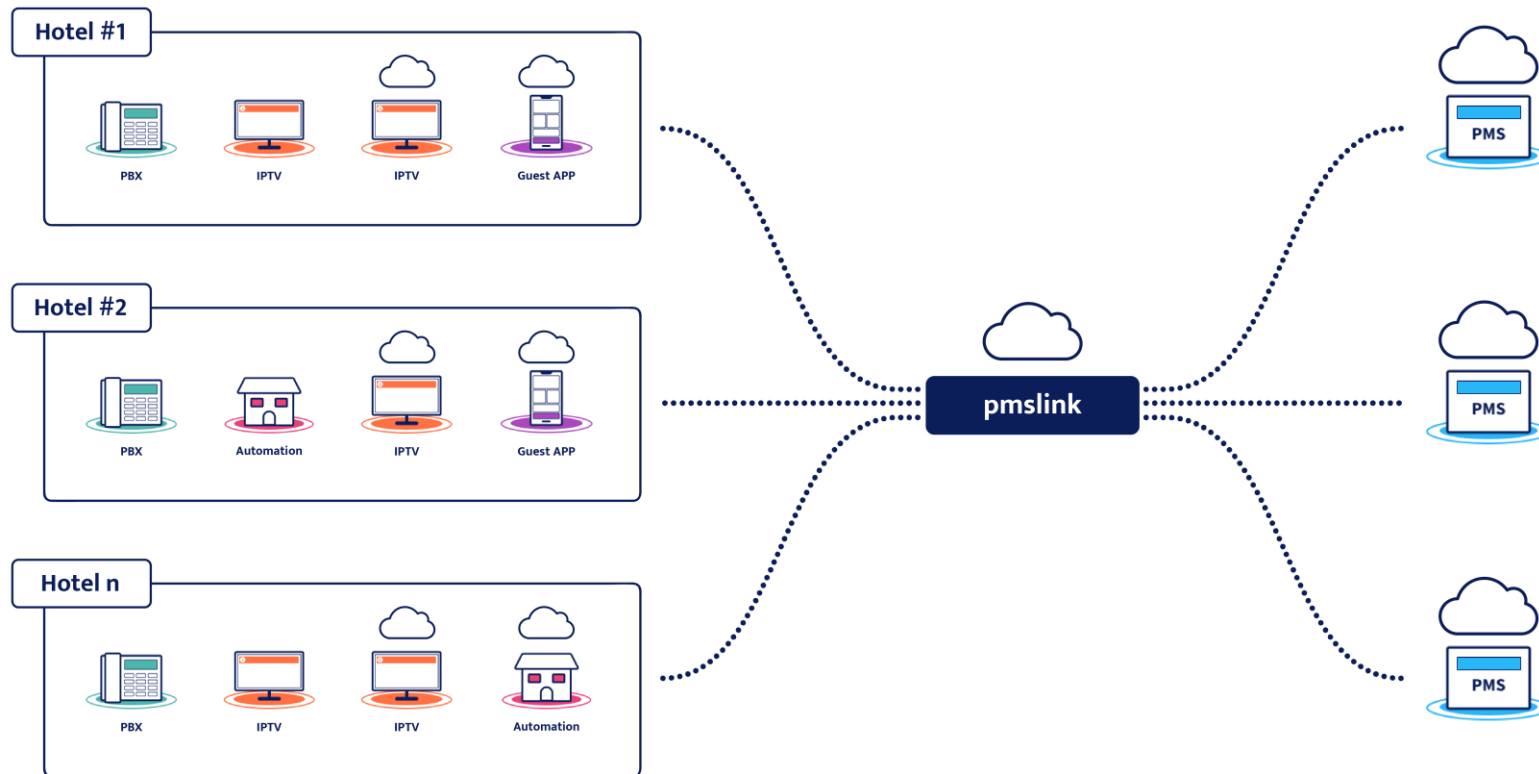 Hotel #1
PBX
IPTV
IPTV
Guest APP
Hotel #2
PBX
Automation
IPTV
Guest APP
Hotel n
PBX
IPTV
IPTV
Automation
pmslink
PMS
PMS
PMS